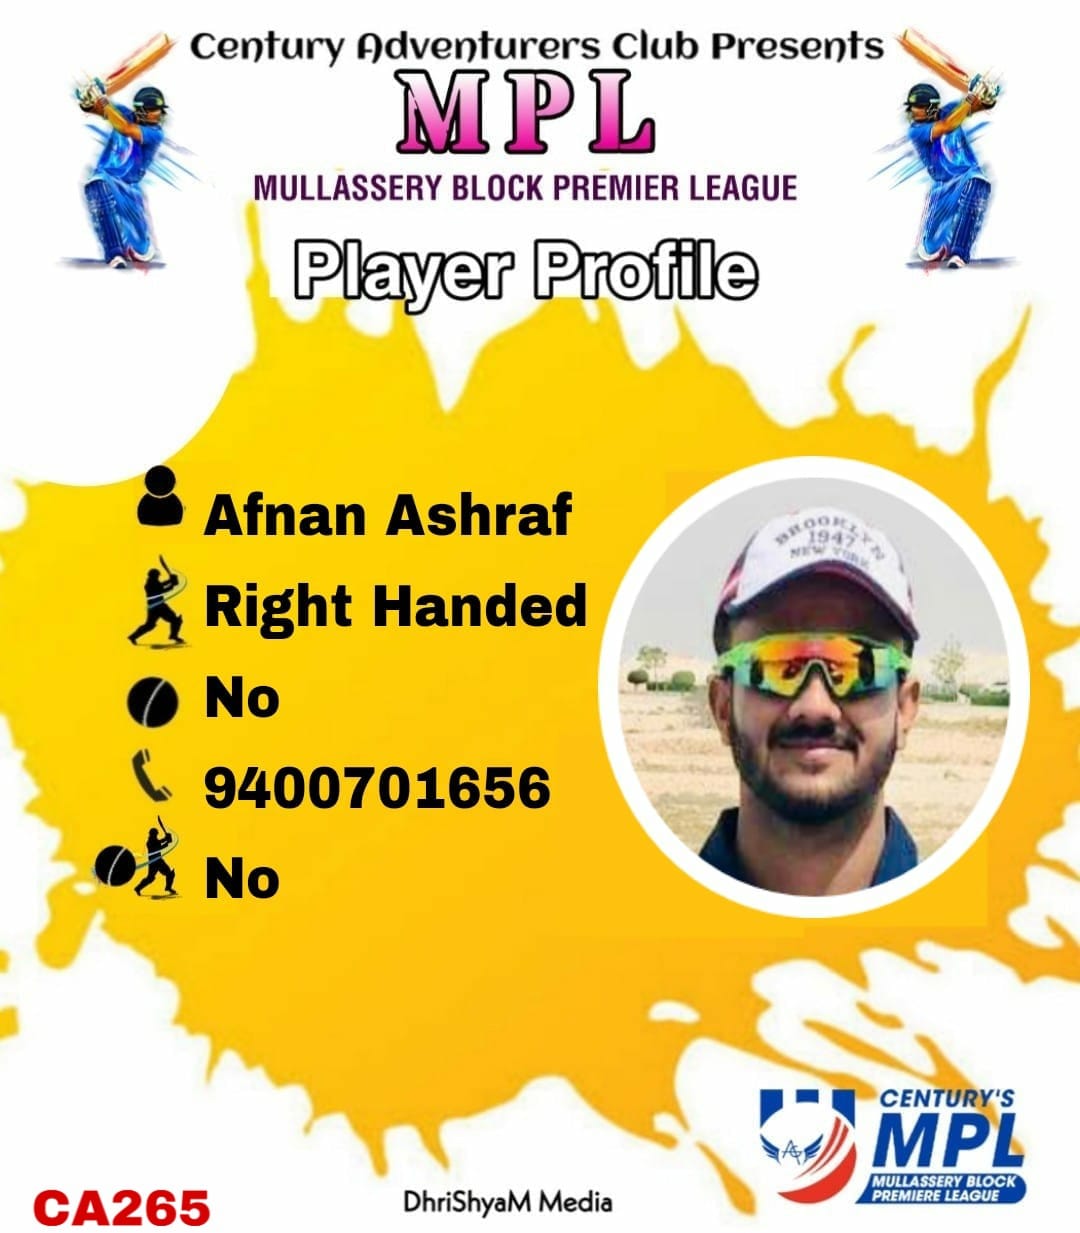 Century Adventurers Club Presents
MPL
MULLASSERY BLOCK PREMIER LEAGUE
Player Profile
Afnan Ashraf
Right Handed
No
9400701656
No
BROOKLYN
1947
NEW YORK
CENTURY'S
MPL
MULLASSERY BLOCK
PREMIERE LEAGUE
CA265
DhriShyaM Media